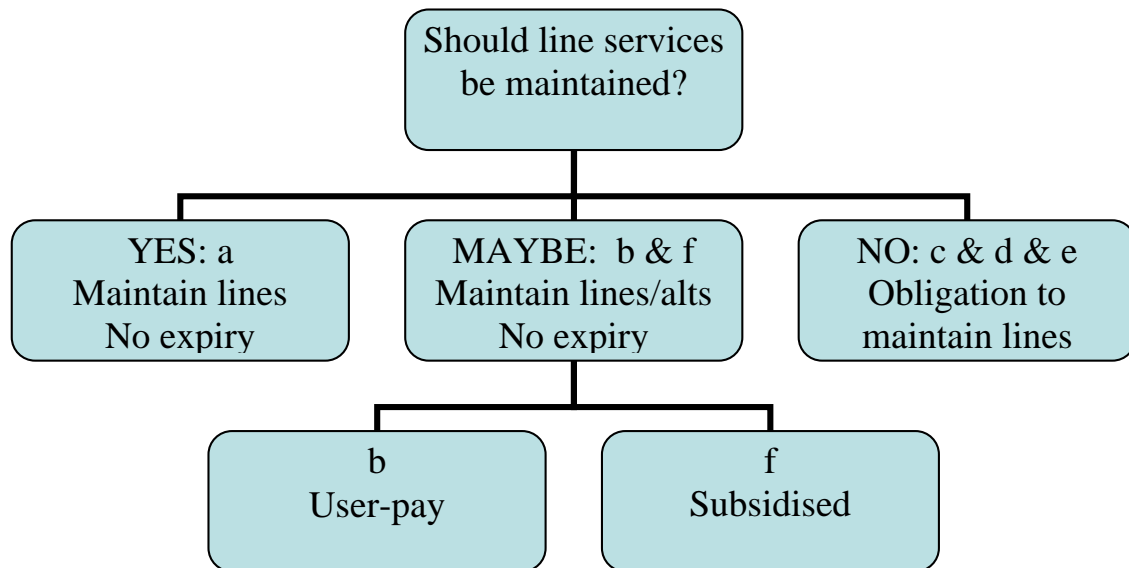 Should line services
be maintained?
YES: a
Maintain lines
No expiry
MAYBE: b & f
Maintain lines/alts
No expiry
NO: c & d & e
Obligation to
maintain lines
b
User-pay
f
Subsidised